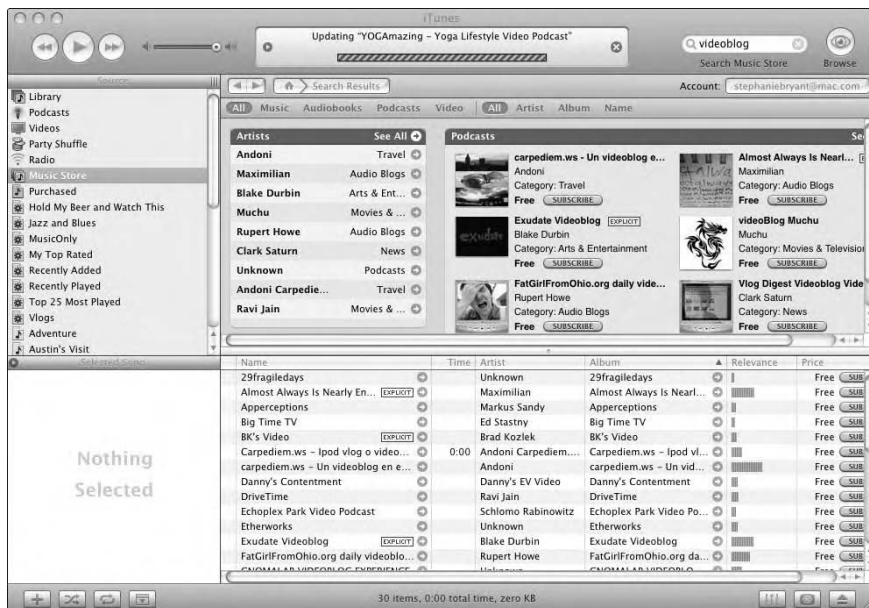 iTunes
Updating “YOGAmazing – Yoga Lifestyle Video Podcast”
videoblog
Search Music Store
Browse
Source
Library
Podcasts
Videos
Party Shuffle
Radio
Music Store
Purchased
Hold My Beer and Watch This
Jazz and Blues
MusicOnly
My Top Rated
Recently Added
Recently Played
Top 25 Most Played
Vlogs
Adventure
Austin's Visit
Selected Song
Nothing
Selected
Search Results
Account: stephaniebryant@mac.com
All Music Audiobooks Podcasts Video All Artist Album Name
Artists See All
Andoni Travel
Maximilian Audio Blogs
Blake Durbin Arts & Ent...
Muchu Movies & ...
Rupert Howe Audio Blogs
Clark Saturn News
Unknown Podcasts
Andoni Carpedie... Travel
Ravi Jain Movies & ...
Podcasts
carpediem.ws - Un videoblog e...
Andoni
Category: Travel
Free SUBSCRIBE
Almost Always Is Nearl...
Maximilian
Category: Audio Blogs
Free SUBSCRIBE
exudate
Exudate Videoblog EXPLICIT
Blake Durbin
Category: Arts & Entertainment
Free SUBSCRIBE
videoBlog Muchu
Muchu
Category: Movies & Television
Free SUBSCRIBE
FatGirlFromOhio.org daily vide...
Rupert Howe
Category: Audio Blogs
Free SUBSCRIBE
Vlog Digest Videoblog Vide
Clark Saturn
Category: News
Free SUBSCRIBE
Name Time Artist Album Relevance Price
29fragiledays Unknown 29fragiledays Free SUB
Almost Always Is Nearly En... EXPLICIT Maximilian Almost Always Is Nearl... Free SUB
Apperceptions Markus Sandy Apperceptions Free SUB
Big Time TV Ed Stastny Big Time TV Free SUB
BK's Video EXPLICIT Brad Kozlek BK's Video Free SUB
Carpediem.ws – Ipod vlog o video... 0:00 Andoni Carpediem.... Carpediem.ws – Ipod vl... Free SUB
carpediem.ws – Un videoblog en e... Andoni carpediem.ws – Un vid... Free SUB
Danny's Contentment Danny's EV Video Danny's Contentment Free SUB
DriveTime Ravi Jain DriveTime Free SUB
Echoplex Park Video Podcast Schlomo Rabinowitz Echoplex Park Video Po... Free SUB
Etherworks Unknown Etherworks Free SUB
Exudate Videoblog EXPLICIT Blake Durbin Exudate Videoblog Free SUB
FatGirlFromOhio.org daily videoblo... Rupert Howe FatGirlFromOhio.org da... Free SUB
30 items, 0:00 total time, zero KB